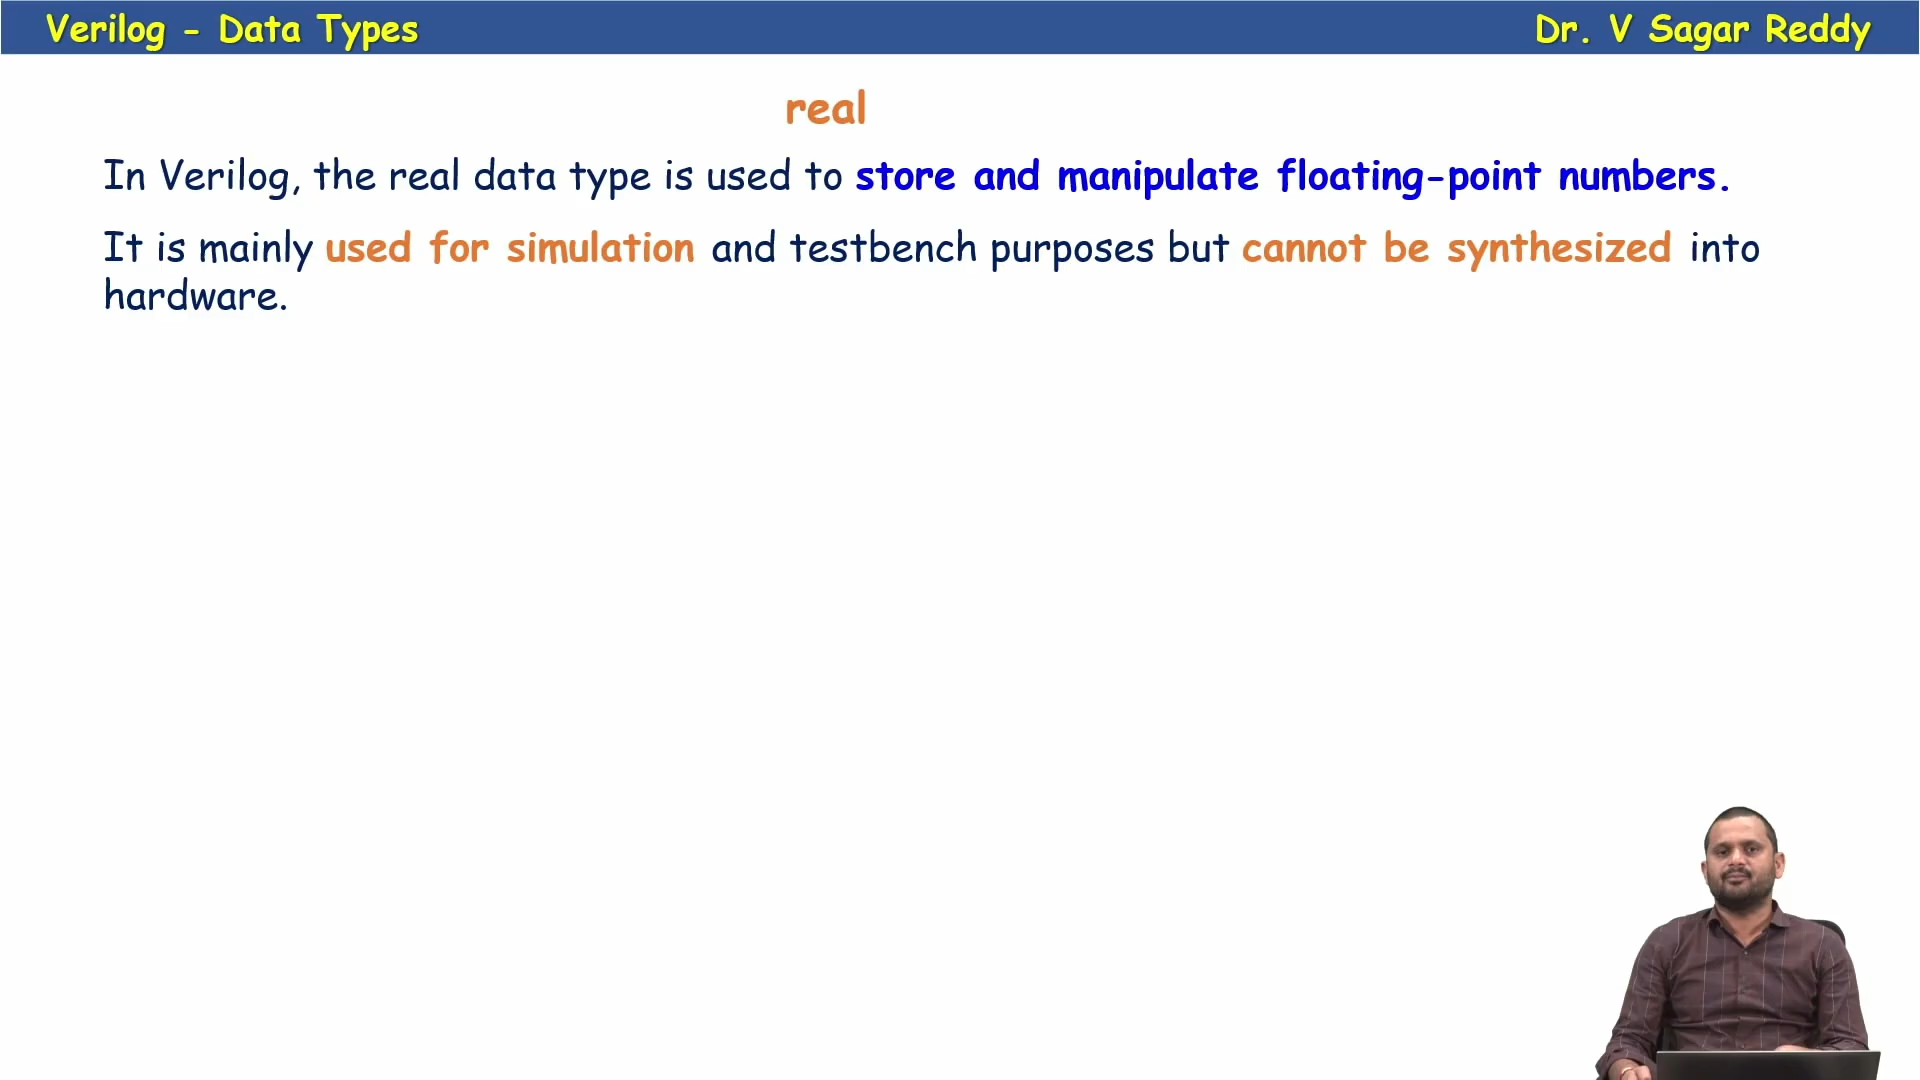 Verilog - Data Types
Dr. V Sagar Reddy
real
In Verilog, the real data type is used to store and manipulate floating-point numbers.
It is mainly used for simulation and testbench purposes but cannot be synthesized into
hardware.